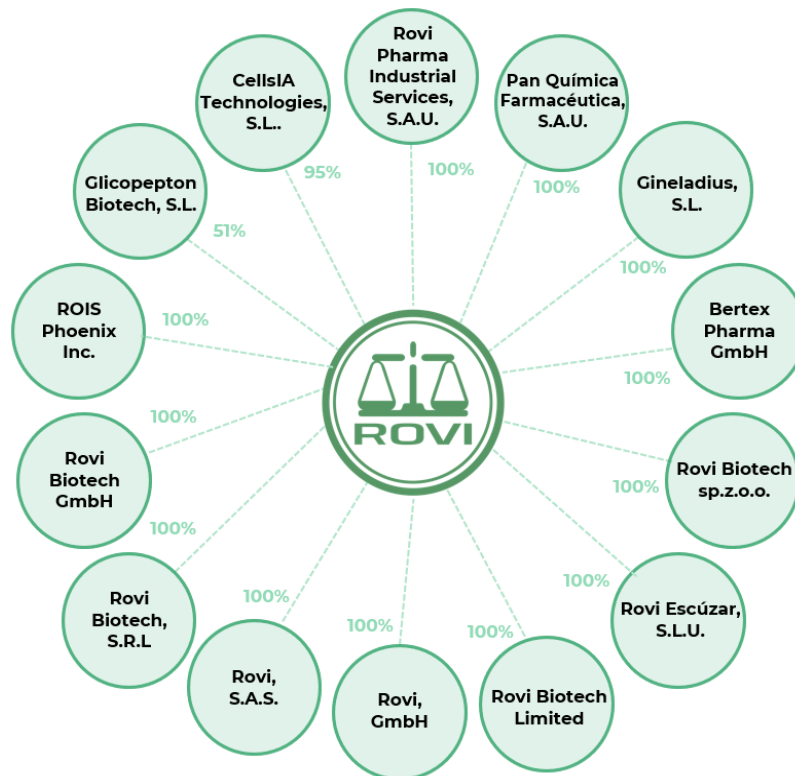 Rovi
Pharma
Industrial
Services,
S.A.U.
100%
Pan Química
Farmacéutica,
S.A.U.
100%
Gineladius,
S.L.
100%
Bertex
Pharma
GmbH
100%
Rovi Biotech
sp.z.o.o.
100%
Rovi Escúzar,
S.L.U.
100%
Rovi Biotech
Limited
100%
Rovi,
GmbH
100%
Rovi,
S.A.S.
100%
Rovi
Biotech,
S.R.L
100%
Rovi
Biotech
GmbH
100%
ROIS
Phoenix
Inc.
100%
Glicopepton
Biotech, S.L.
51%
CellsIA
Technologies,
S.L..
95%
ROVI